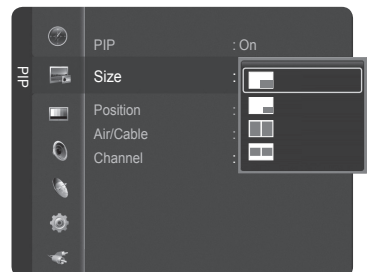 PIP
PIP : On
Size :
Position :
Air/Cable :
Channel :